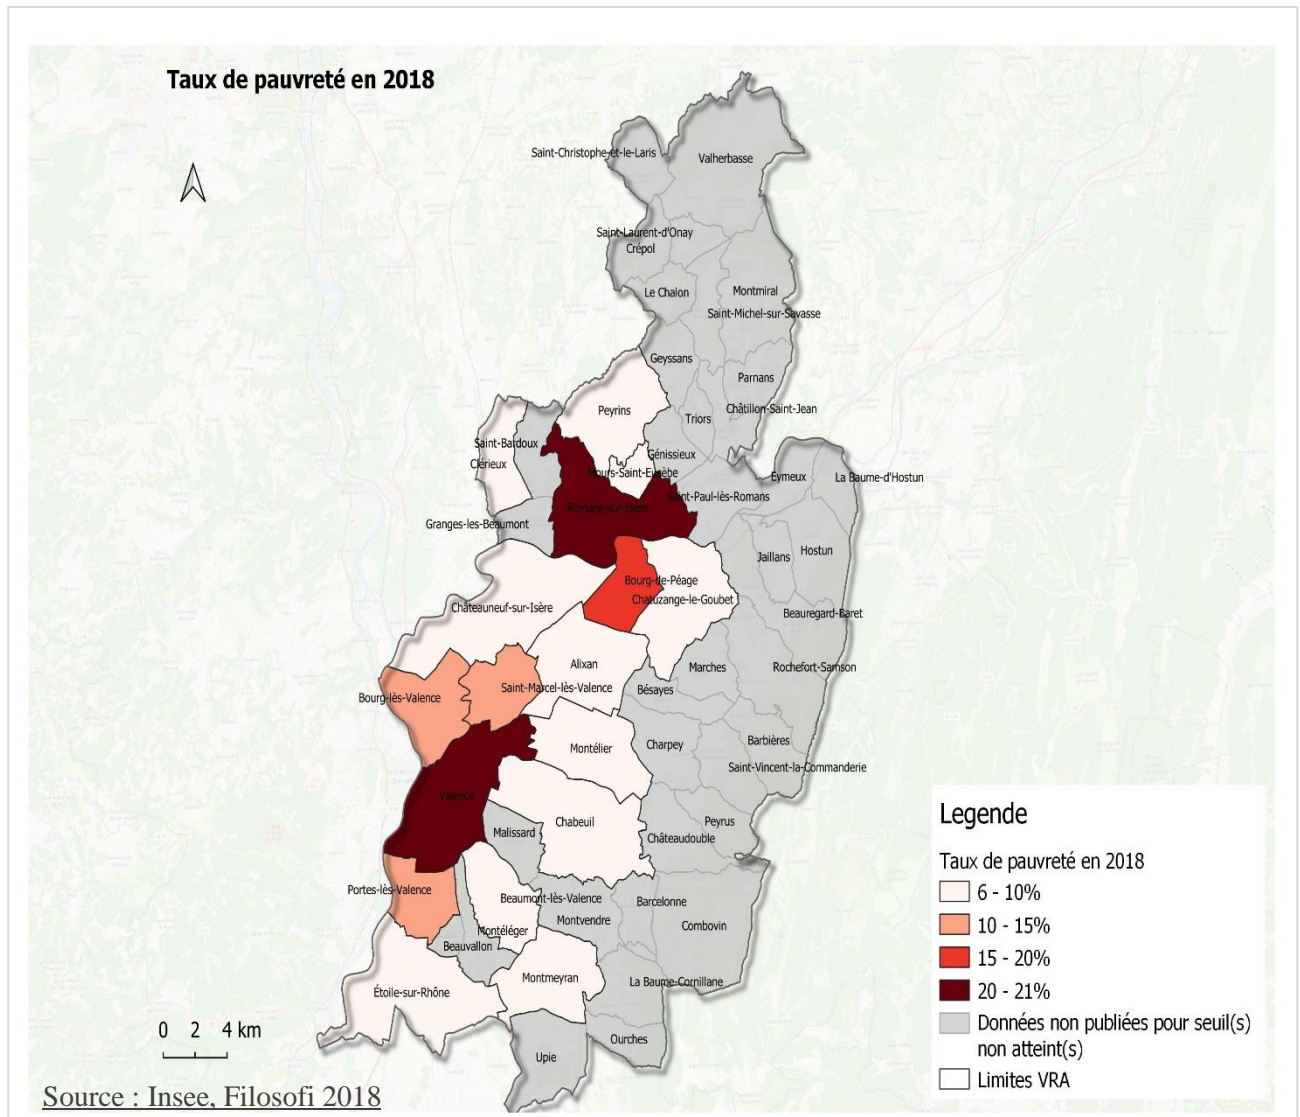 Taux de pauvreté en 2018
Saint-Christophe-et-le-Laris
Valherbasse
Saint-Laurent-d'Onay
Crépol
Le Chalon
Montmiral
Saint-Michel-sur-Savasse
Geyssans
Parnans
Peyrins
Triors
Châtillon-Saint-Jean
Saint-Bardoux
Clérieux
Génissieux
Mours-Saint-Eusèbe
Eymeux
La Baume-d'Hostun
Saint-Paul-lès-Romans
Romans-sur-Isère
Granges-les-Beaumont
Jaillans
Hostun
Bourg-de-Péage
Chatuzange-le-Goubet
Châteauneuf-sur-Isère
Beauregard-Baret
Alixan
Marches
Rochefort-Samson
Saint-Marcel-lès-Valence
Bésayes
Bourg-lès-Valence
Montélier
Charpey
Barbières
Saint-Vincent-la-Commanderie
Valence
Chabeuil
Peyrus
Malissard
Châteaudouble
Portes-lès-Valence
Beaumont-lès-Valence
Barcelonne
Montvendre
Combovin
Montéléger
Beauvallon
Montmeyran
La Baume-Cornillane
Étoile-sur-Rhône
Ourches
Upie
0 2 4 km
Legende
Taux de pauvreté en 2018
6 - 10%
10 - 15%
15 - 20%
20 - 21%
Données non publiées pour seuil(s)
non atteint(s)
Limites VRA
Source : Insee, Filosofi 2018